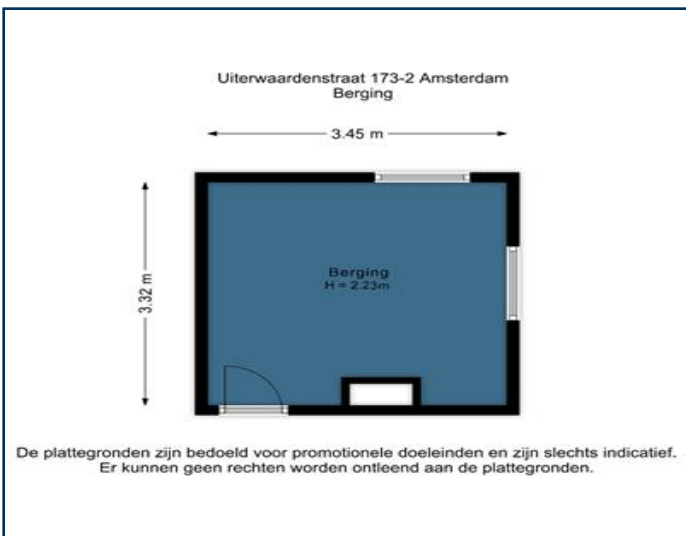 Uiterwaardenstraat 173-2 Amsterdam
Berging
3.45 m
3.32 m
Berging
H = 2.23m
De plattegronden zijn bedoeld voor promotionele doeleinden en zijn slechts indicatief.
Er kunnen geen rechten worden ontleend aan de plattegronden.